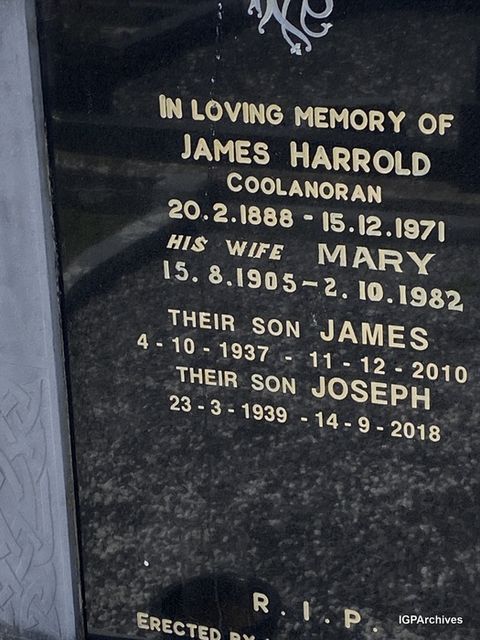 IN LOVING MEMORY OF
JAMES HARROLD
COOLANORAN
20.2.1888 - 15.12.1971
HIS WIFE MARY
15.8.1905 - 2.10.1982
THEIR SON JAMES
4 - 10 - 1937 - 11 - 12 - 2010
THEIR SON JOSEPH
23 - 3 - 1939 - 14 - 9 - 2018
R. I. P.
ERECTED BY
IGPArchives